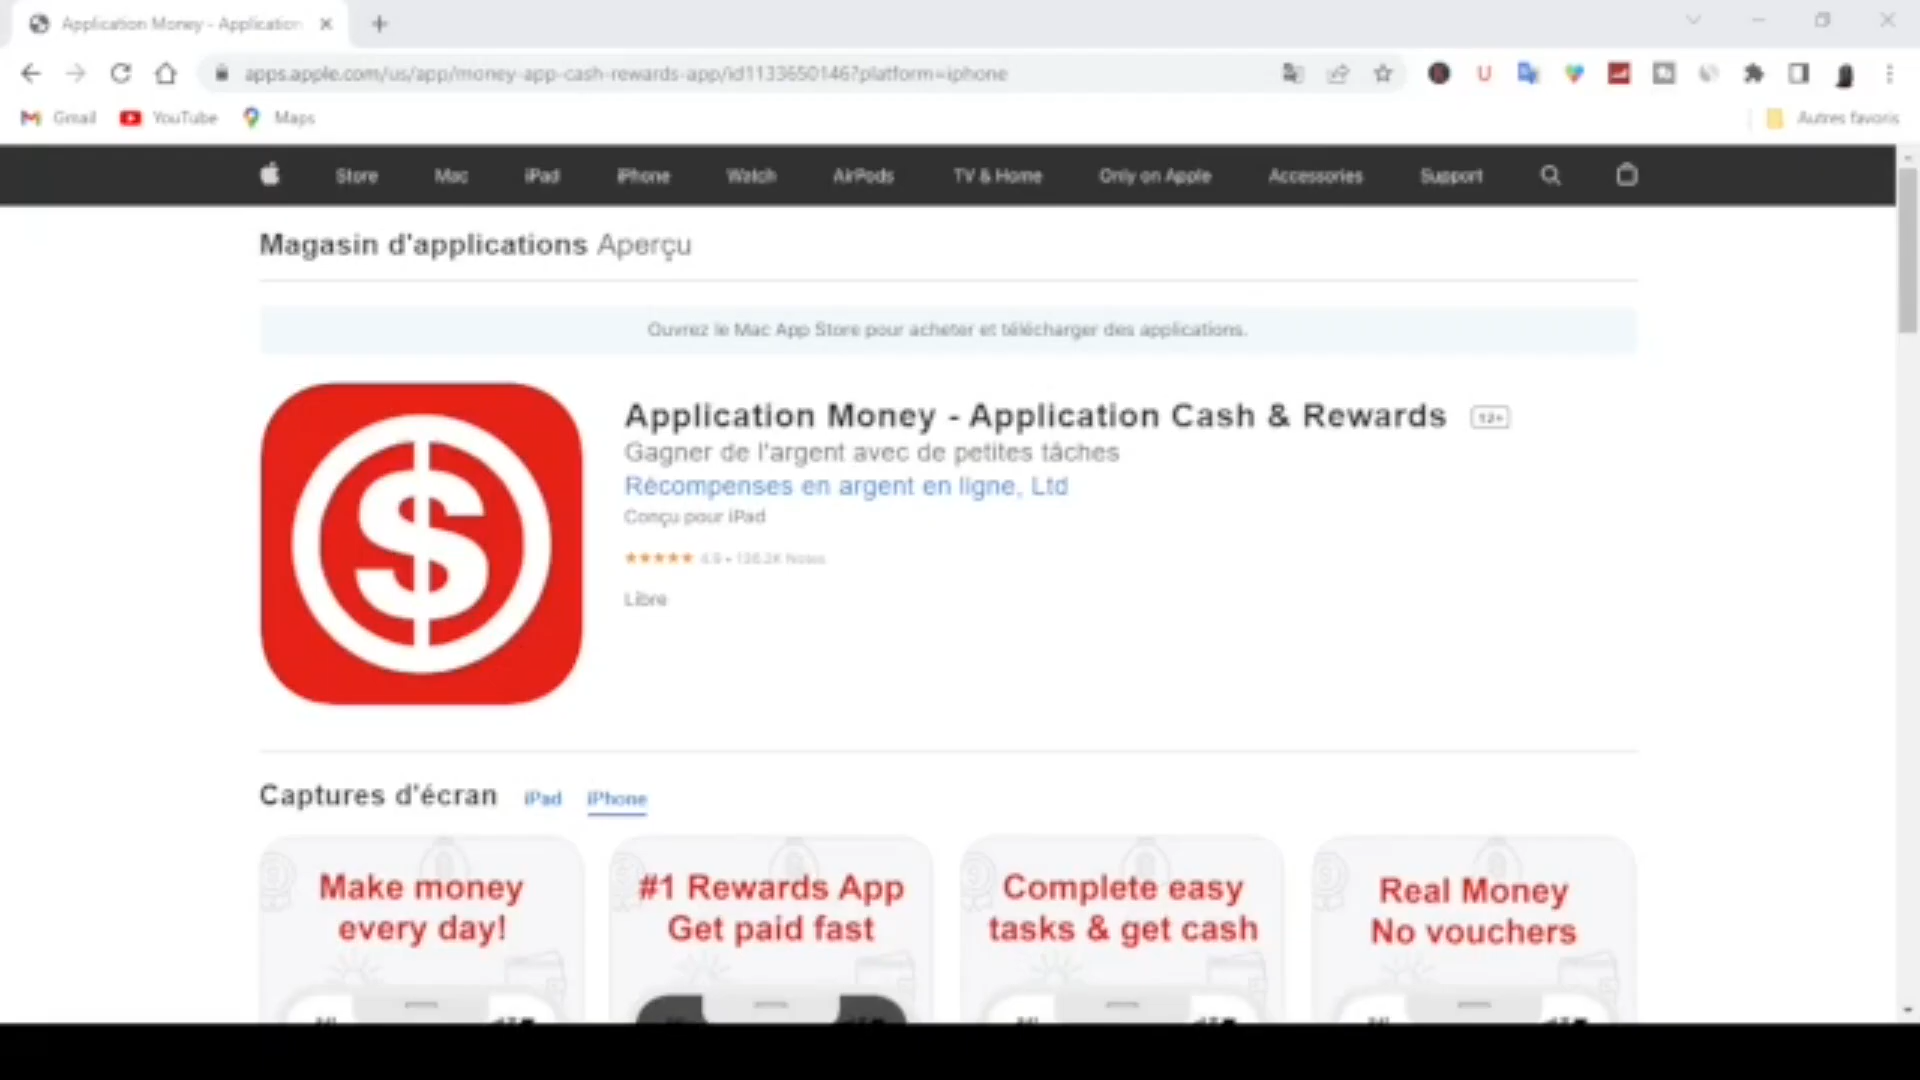 Application Money - Application
apps.apple.com/us/app/money-app-cash-rewards-app/id1133650146?platform=iphone
Gmail YouTube Maps Autres favoris
Store Mac iPad iPhone Watch AirPods TV & Home Only on Apple Accessories Support
Magasin d'applications Aperçu
Ouvrez le Mac App Store pour acheter et télécharger des applications.
Application Money - Application Cash & Rewards 12+
Gagner de l'argent avec de petites tâches
Récompenses en argent en ligne, Ltd
Conçu pour iPad
Notes
Libre
Captures d'écran iPad iPhone
Make money
every day!
#1 Rewards App
Get paid fast
Complete easy
tasks & get cash
Real Money
No vouchers